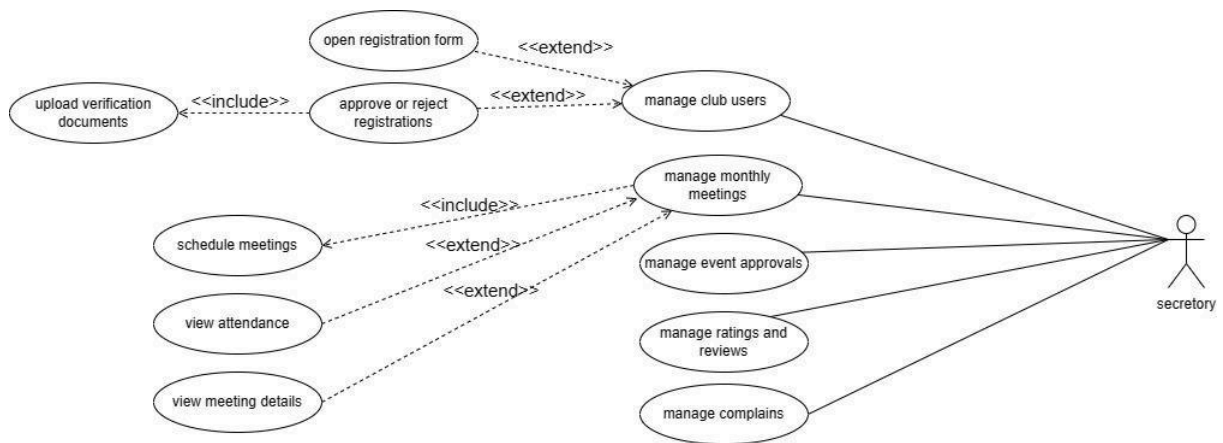 open registration form
<<extend>>
upload verification
documents
<<include>>
approve or reject
registrations
<<extend>>
manage club users
manage monthly
meetings
<<include>>
schedule meetings
<<extend>>
manage event approvals
<<extend>>
view attendance
secretory
manage ratings and
reviews
view meeting details
manage complains